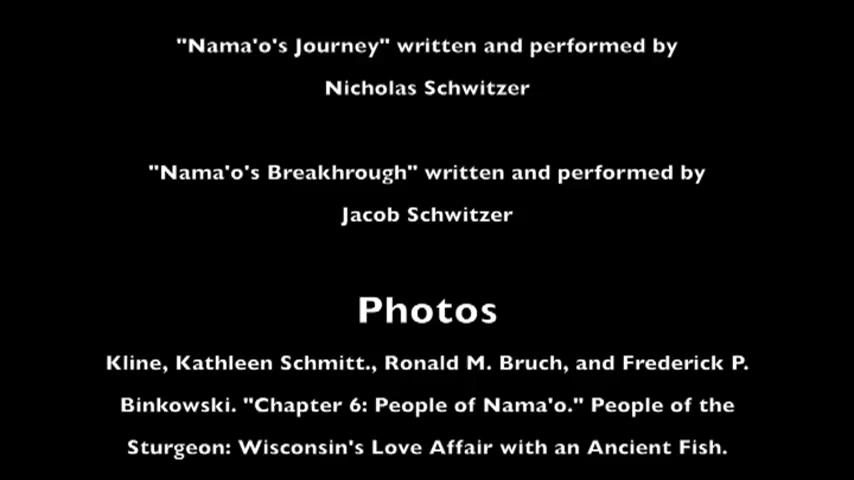 "Nama'o's Journey" written and performed by
Nicholas Schwitzer
"Nama'o's Breakhrough" written and performed by
Jacob Schwitzer
Photos
Kline, Kathleen Schmitt., Ronald M. Bruch, and Frederick P.
Binkowski. "Chapter 6: People of Nama'o." People of the
Sturgeon: Wisconsin's Love Affair with an Ancient Fish.